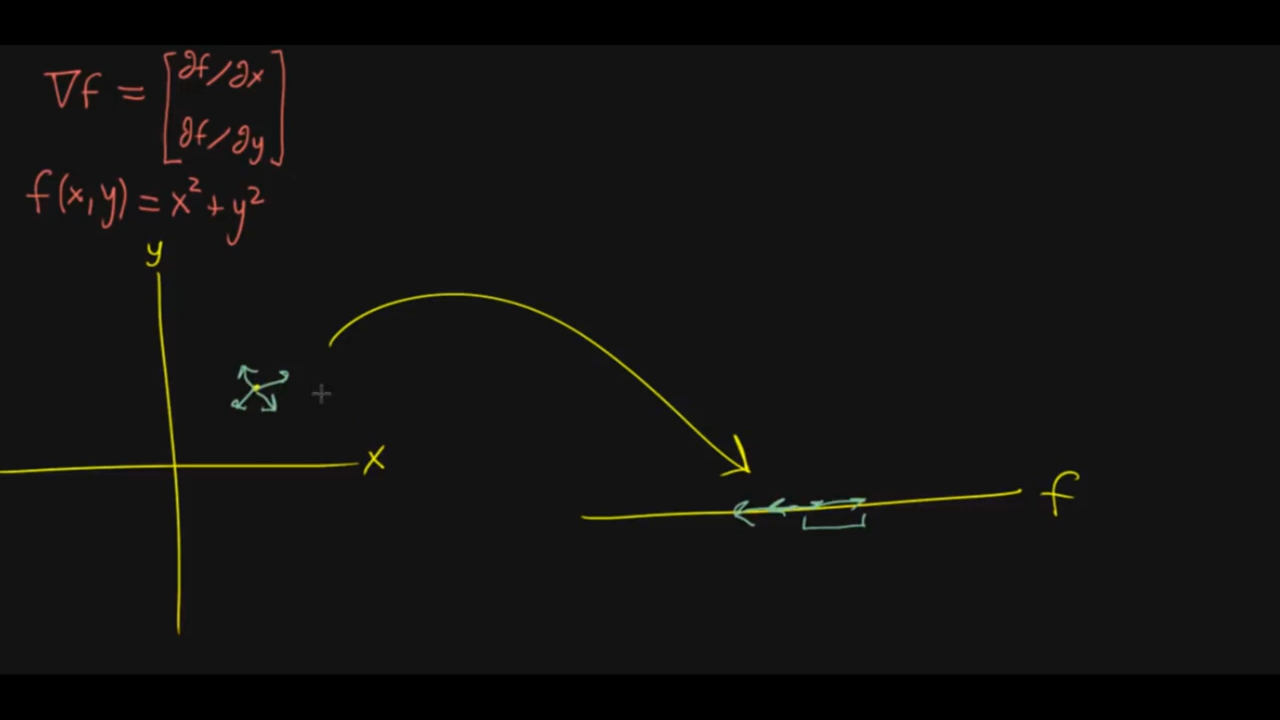 ∇f = [∂f/∂x
∂f/∂y]
f(x,y) = x² + y²
y
x
f